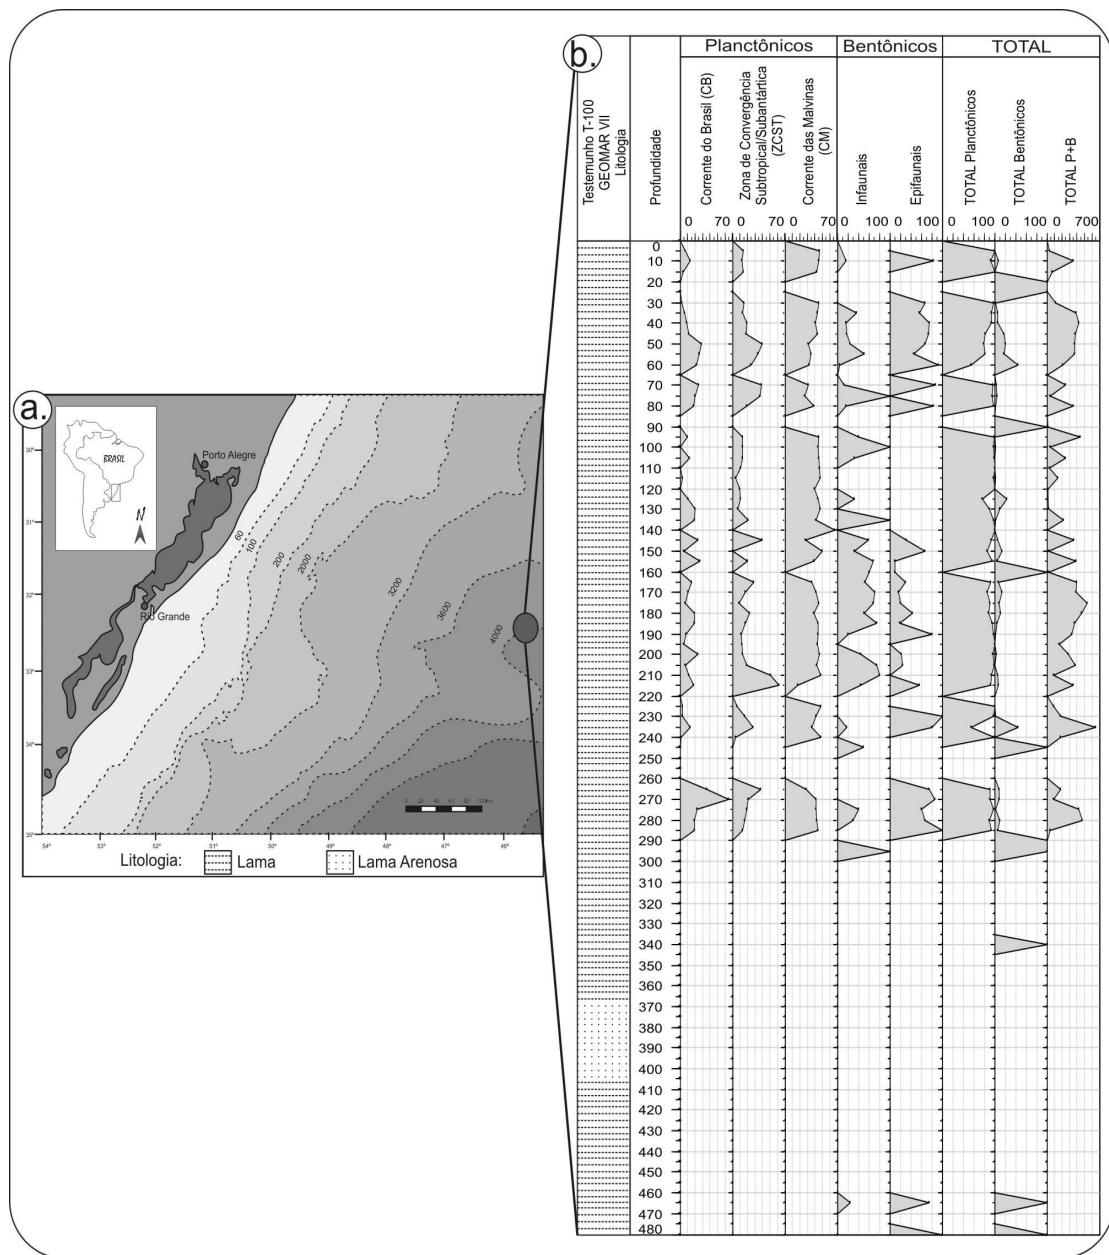 a.
BRASIL
N
Porto Alegre
Rio Grande
60
100
200
2000
3200
3600
4000
30°
31°
32°
33°
34°
35°
54°
53°
52°
51°
50°
49°
48°
47°
46°
0 20 40 60 80 100km
Litologia:
Lama
Lama Arenosa
b.
Planctônicos
Bentônicos
TOTAL
Testemunho T-100
GEOMAR VII
Litologia
Profundidade
Corrente do Brasil (CB)
Zona de Convergência
Subtropical/Subantártica
(ZCST)
Corrente das Malvinas
(CM)
Infaunais
Epifaunais
TOTAL Planctônicos
TOTAL Bentônicos
TOTAL P+B
0 70
0 70
0 70
0 100
0 100
0 100
0 100
0 700
0
10
20
30
40
50
60
70
80
90
100
110
120
130
140
150
160
170
180
190
200
210
220
230
240
250
260
270
280
290
300
310
320
330
340
350
360
370
380
390
400
410
420
430
440
450
460
470
480